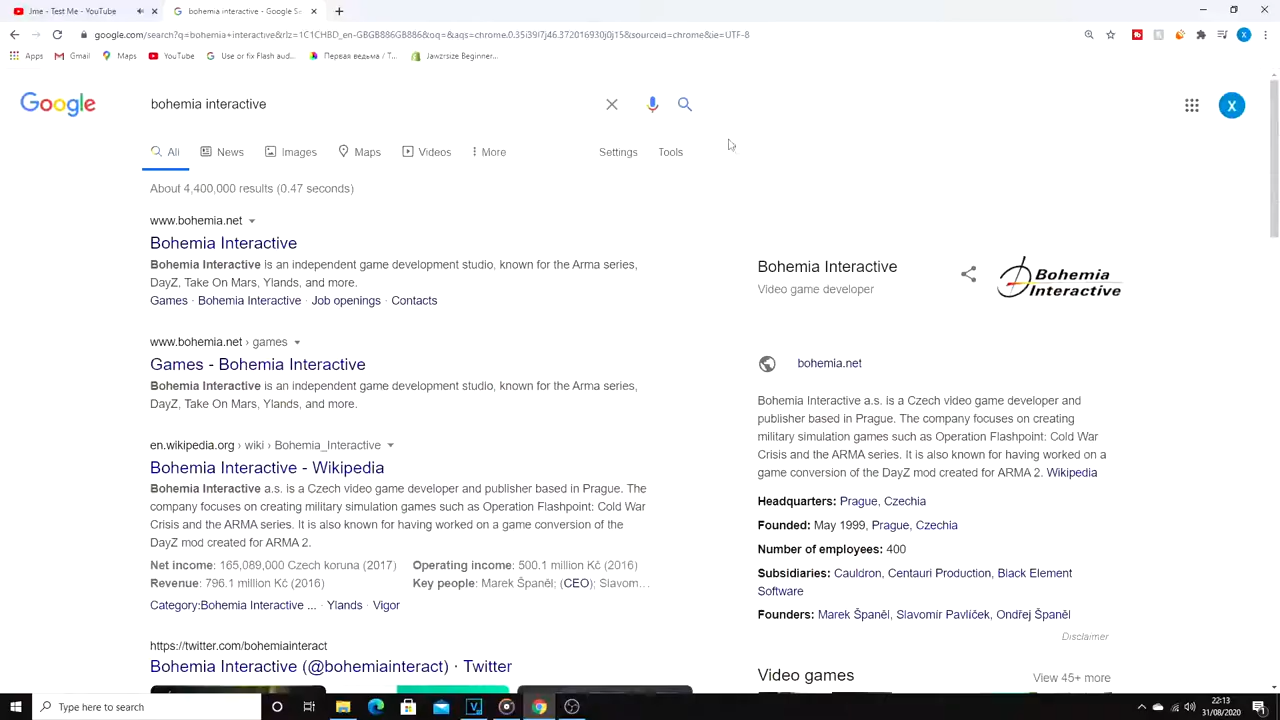 Jme - Test Me - YouTube
bohemia interactive - Google Se
google.com/search?q=bohemia+interactive&rlz=1C1CHBD_en-GBGB886GB886&oq=&aqs=chrome.0.35i39l7j46.372016930j0j15&sourceid=chrome&ie=UTF-8
Apps
Gmail
Maps
YouTube
Use or fix Flash aud...
Первая ведьма / T...
Jarzwizte Beginner...
Google
bohemia interactive
X
All
News
Images
Maps
Videos
More
Settings
Tools
About 4,400,000 results (0.47 seconds)
www.bohemia.net
Bohemia Interactive
Bohemia Interactive is an independent game development studio, known for the Arma series,
DayZ, Take On Mars, Ylands, and more.
Games · Bohemia Interactive · Job openings · Contacts
www.bohemia.net › games
Games - Bohemia Interactive
Bohemia Interactive is an independent game development studio, known for the Arma series,
DayZ, Take On Mars, Ylands, and more.
en.wikipedia.org › wiki › Bohemia_Interactive
Bohemia Interactive - Wikipedia
Bohemia Interactive a.s. is a Czech video game developer and publisher based in Prague. The
company focuses on creating military simulation games such as Operation Flashpoint: Cold War
Crisis and the ARMA series. It is also known for having worked on a game conversion of the
DayZ mod created for ARMA 2.
Net income: 165,089,000 Czech koruna (2017)
Operating income: 500.1 million Kč (2016)
Revenue: 796.1 million Kč (2016)
Key people: Marek Španěl; (CEO); Slavom...
Category:Bohemia Interactive ... · Ylands · Vigor
https://twitter.com/bohemiainteract
Bohemia Interactive (@bohemiainteract) · Twitter
Bohemia Interactive
Video game developer
Bohemia
Interactive
bohemia.net
Bohemia Interactive a.s. is a Czech video game developer and
publisher based in Prague. The company focuses on creating
military simulation games such as Operation Flashpoint: Cold War
Crisis and the ARMA series. It is also known for having worked on a
game conversion of the DayZ mod created for ARMA 2. Wikipedia
Headquarters: Prague, Czechia
Founded: May 1999, Prague, Czechia
Number of employees: 400
Subsidiaries: Cauldron, Centauri Production, Black Element
Software
Founders: Marek Španěl, Slavomír Pavlíček, Ondřej Španěl
Disclaimer
Video games
View 45+ more
Type here to search
22:13
31/08/2020